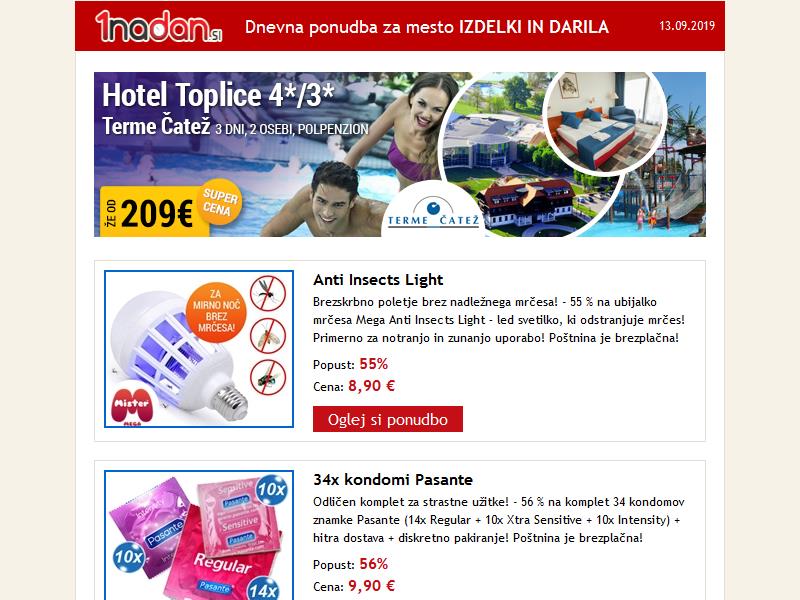 1nadan.si
Dnevna ponudba za mesto IZDELKI IN DARILA
13.09.2019
Hotel Toplice 4*/3*
Terme Čatež 3 DNI, 2 OSEBI, POLPENZION
ŽE OD 209€
SUPER CENA
TERME ČATEŽ
ZA
MIRNO NOČ
BREZ
MRČESA!
Mister
MEGA
Anti Insects Light
Brezskrbno poletje brez nadležnega mrčesa! - 55 % na ubijalko
mrčesa Mega Anti Insects Light - led svetilko, ki odstranjuje mrčes!
Primerno za notranjo in zunanjo uporabo! Poštnina je brezplačna!
Popust: 55%
Cena: 8,90 €
Oglej si ponudbo
Intensity
Pasante
10x
Sensitive
Pasante
Sensitive
Pasante
10x
Regular
Pasante
14x
34x kondomi Pasante
Odličen komplet za strastne užitke! - 56 % na komplet 34 kondomov
znamke Pasante (14x Regular + 10x Xtra Sensitive + 10x Intensity) +
hitra dostava + diskretno pakiranje! Poštnina je brezplačna!
Popust: 56%
Cena: 9,90 €